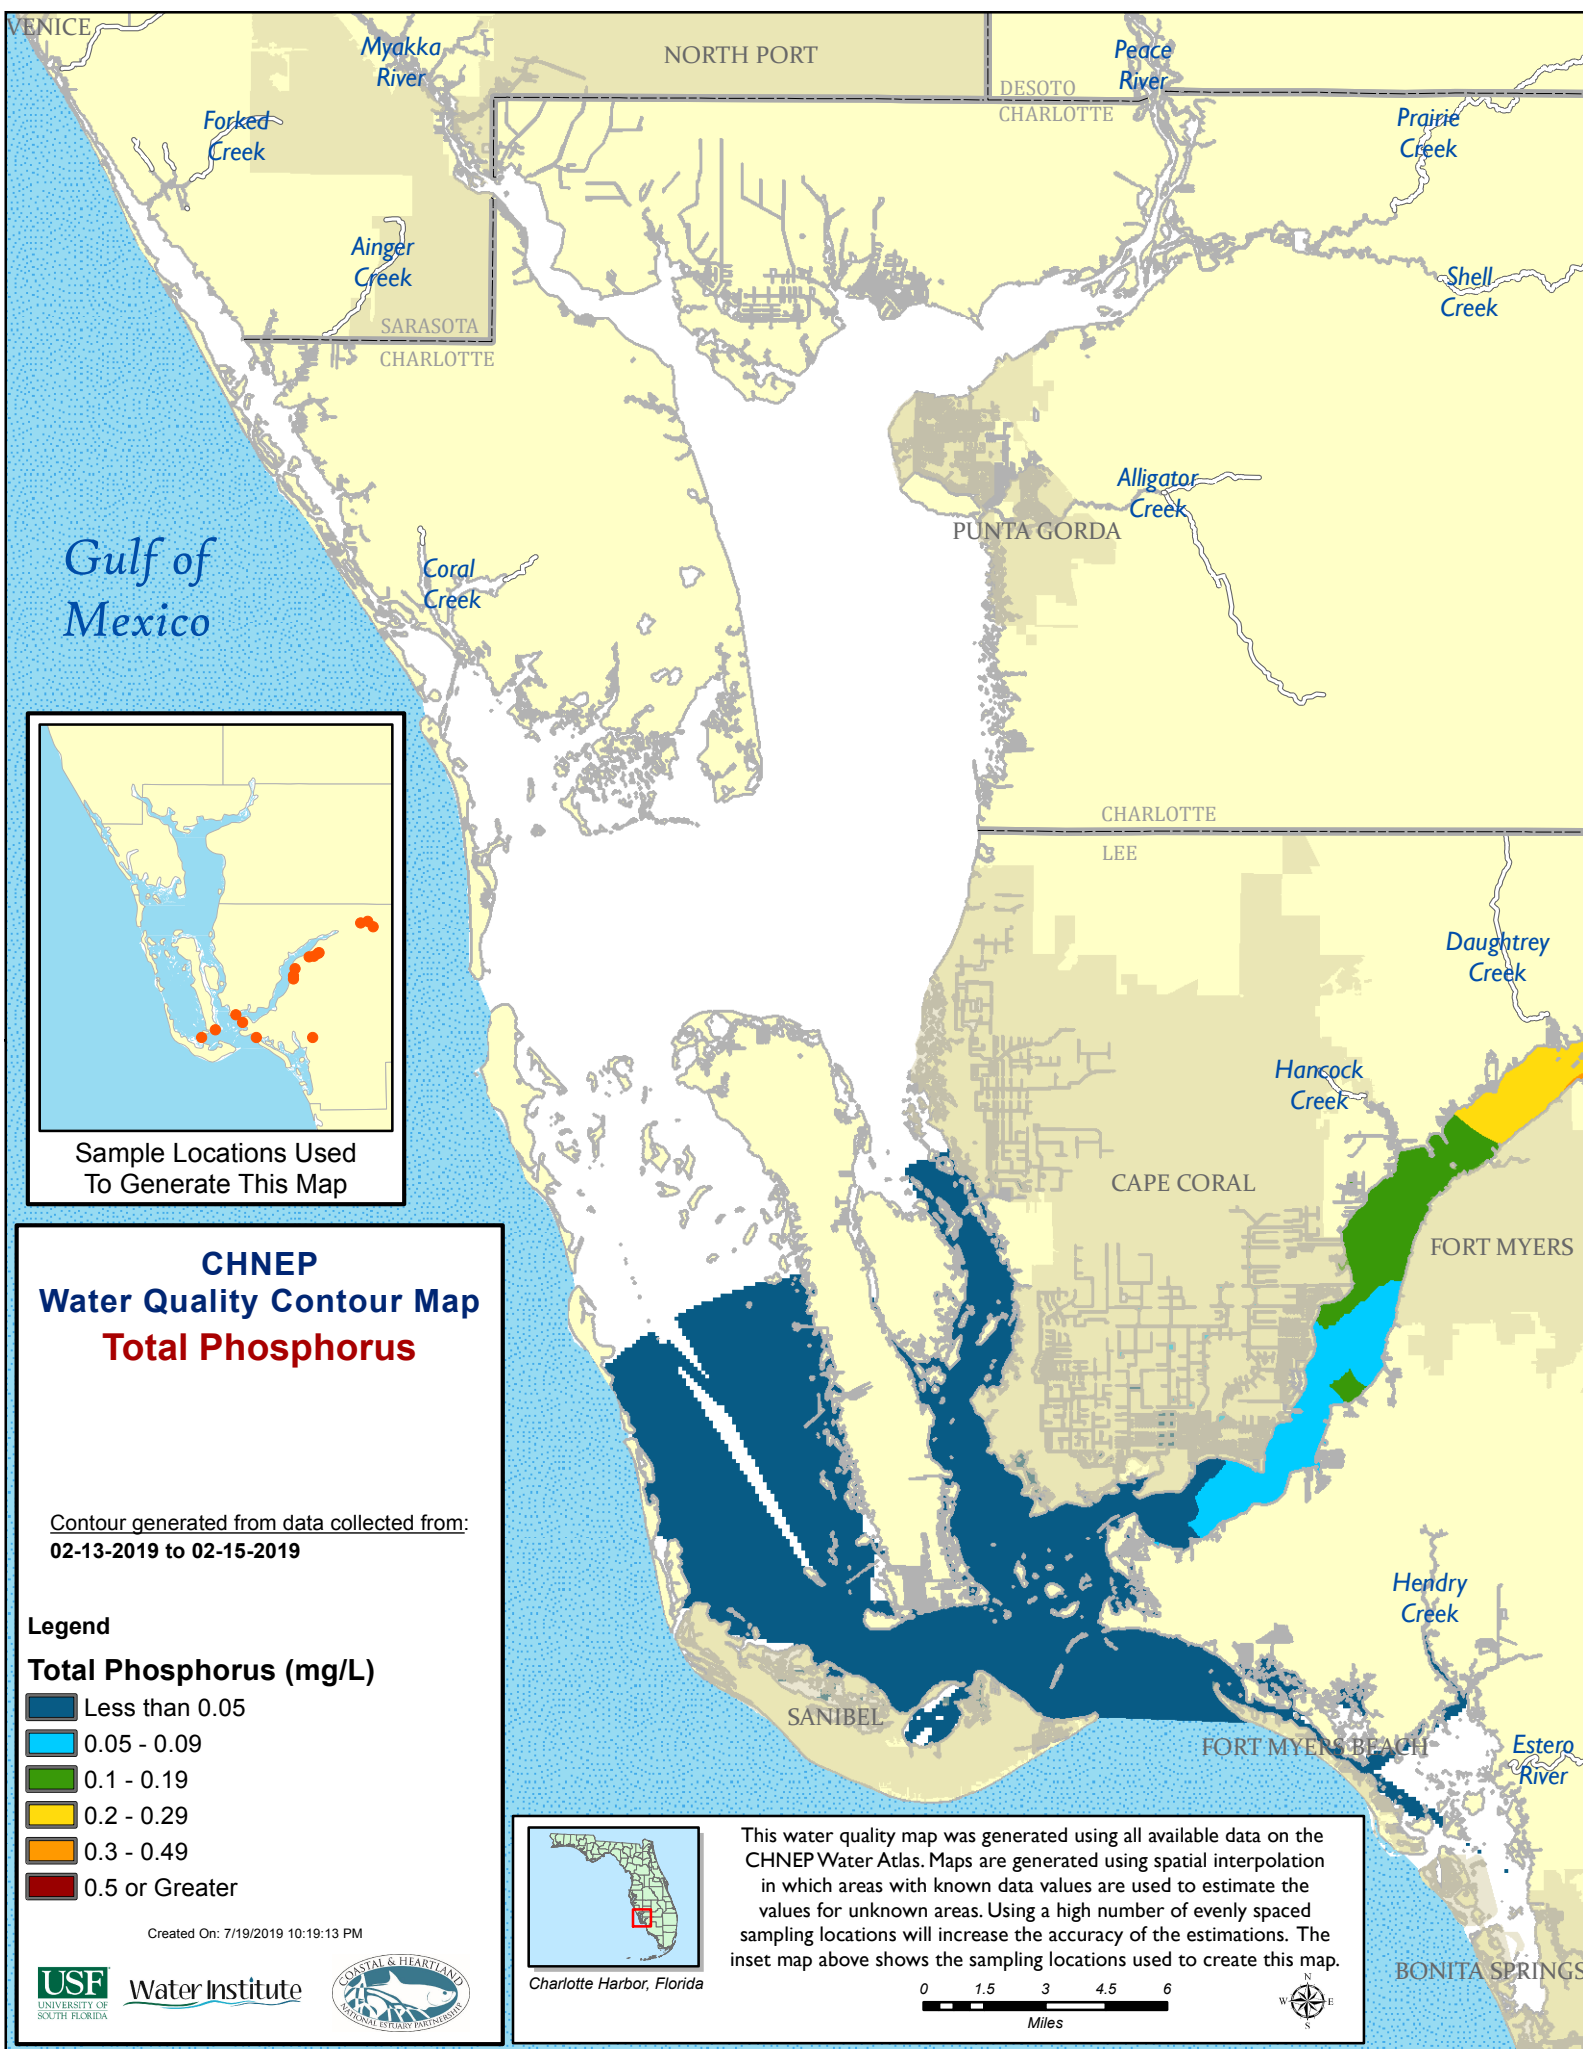 VENICE
Myakka
River
NORTH PORT
Peace
River
DESOTO
CHARLOTTE
Forked
Creek
Prairie
Creek
Ainger
Creek
Shell
Creek
SARASOTA
CHARLOTTE
Alligator
Creek
PUNTA GORDA
Gulf of
Mexico
Coral
Creek
CHARLOTTE
LEE
Daughtrey
Creek
Hancock
Creek
CAPE CORAL
FORT MYERS
Sample Locations Used
To Generate This Map
CHNEP
Water Quality Contour Map
Total Phosphorus
Contour generated from data collected from:
02-13-2019 to 02-15-2019
Legend
Total Phosphorus (mg/L)
Less than 0.05
0.05 - 0.09
0.1 - 0.19
0.2 - 0.29
0.3 - 0.49
0.5 or Greater
Created On: 7/19/2019 10:19:13 PM
USF
UNIVERSITY OF
SOUTH FLORIDA
Water Institute
COASTAL & HEARTLAND
NATIONAL ESTUARY PARTNERSHIP
Hendry
Creek
SANIBEL
FORT MYERS BEACH
Estero
River
BONITA SPRINGS
Charlotte Harbor, Florida
This water quality map was generated using all available data on the
CHNEP Water Atlas. Maps are generated using spatial interpolation
in which areas with known data values are used to estimate the
values for unknown areas. Using a high number of evenly spaced
sampling locations will increase the accuracy of the estimations. The
inset map above shows the sampling locations used to create this map.
0 1.5 3 4.5 6
Miles
N
W E
S